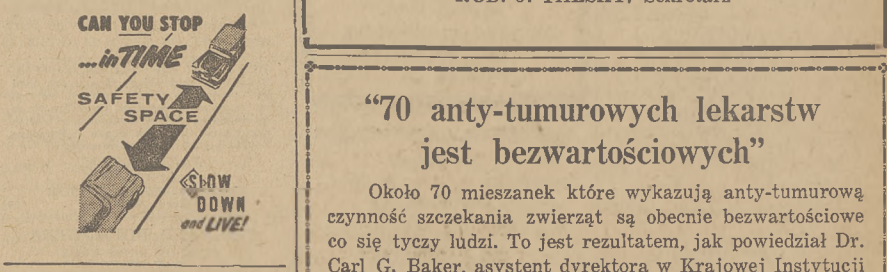 CAN YOU STOP
...in TIME
SAFETY
SPACE
SLOW
DOWN
and LIVE!
“70 anty-tumurowych lekarstw
jest bezwartościowych”
Około 70 mieszanek które wykazują anty-tumurową
czynność szczekania zwierząt są obecnie bezwartościowe
co się tyczy ludzi. To jest rezultatem, jak powiedział Dr.
Carl G. Baker, asystent dyrektora w Krajowej Instytucji